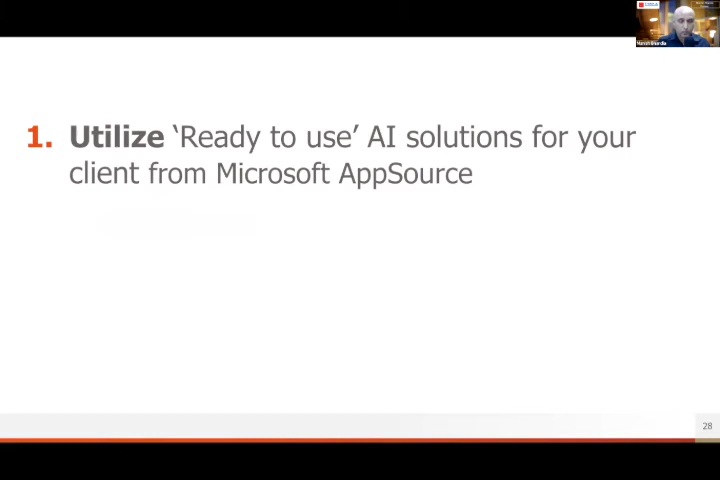 1. Utilize ‘Ready to use’ AI solutions for your
client from Microsoft AppSource
28